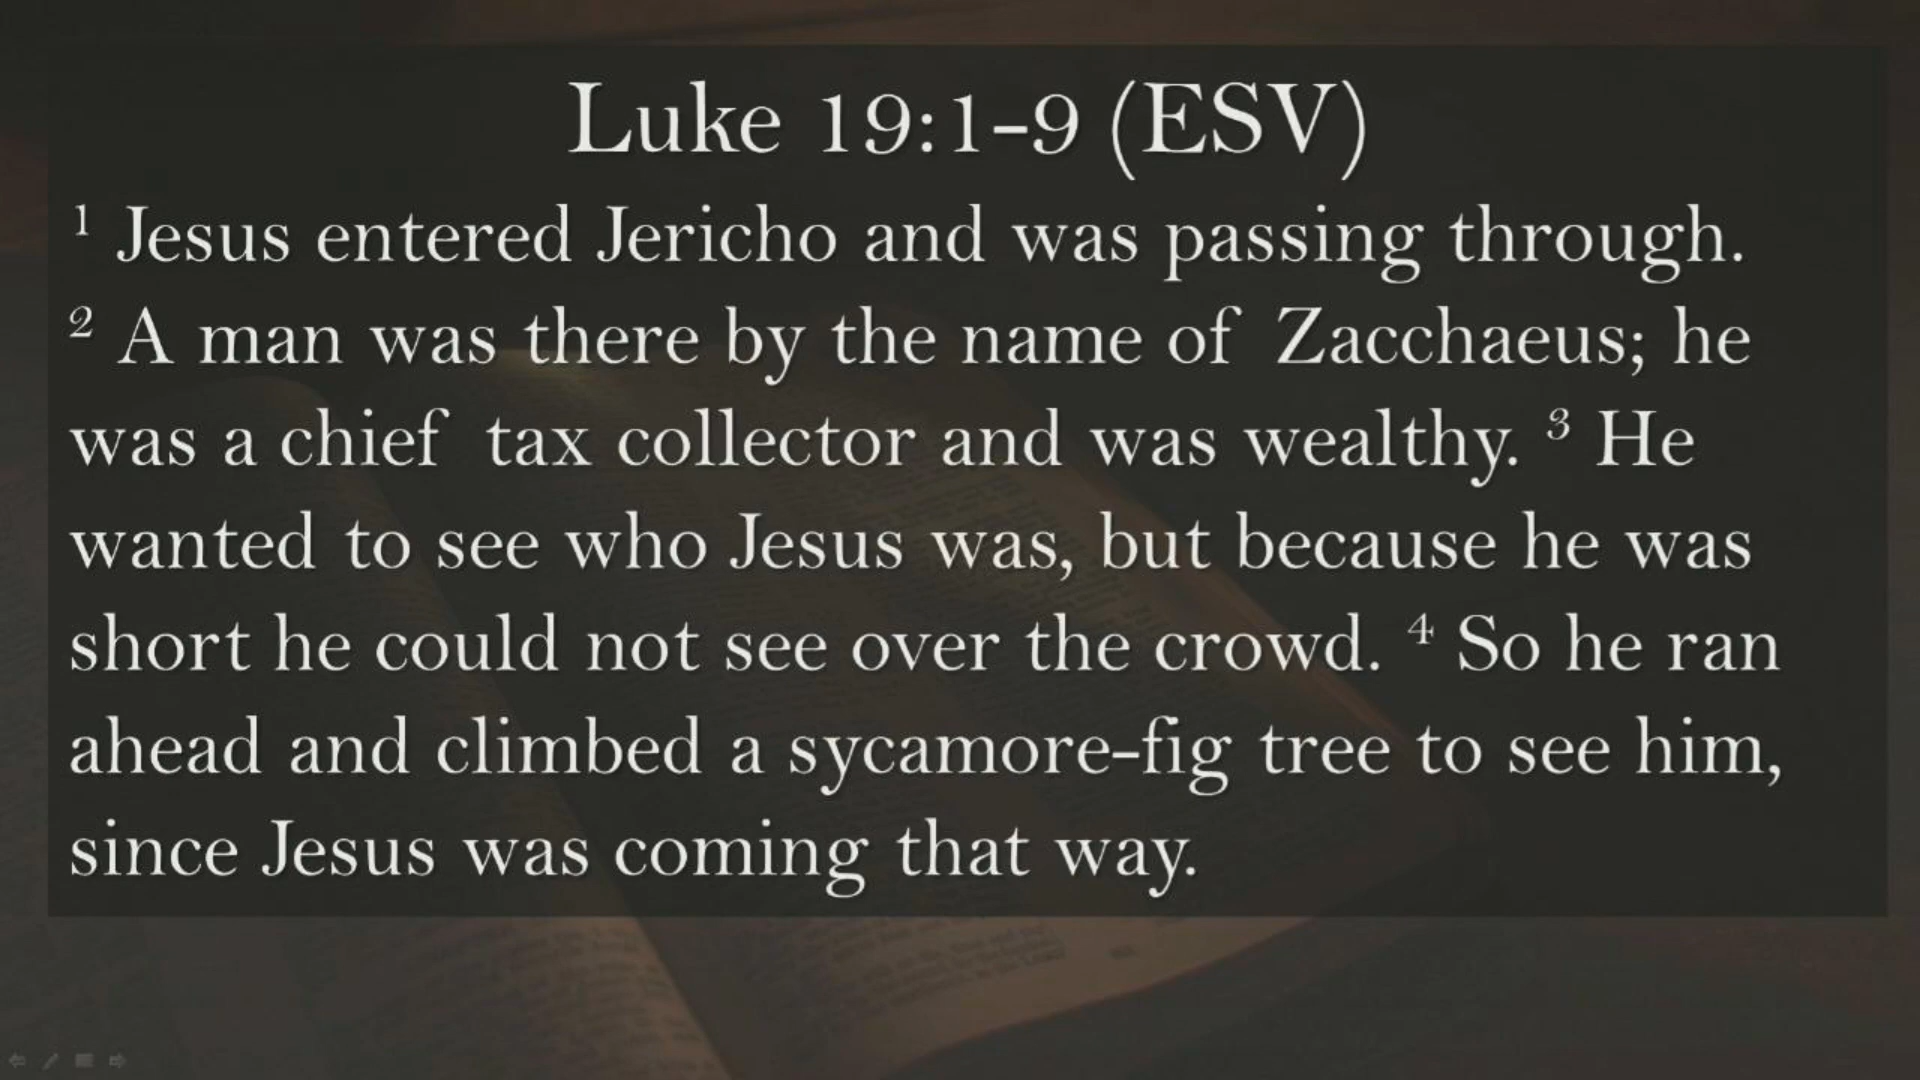 Luke 19:1-9 (ESV)
1 Jesus entered Jericho and was passing through.
2 A man was there by the name of Zacchaeus; he
was a chief tax collector and was wealthy. 3 He
wanted to see who Jesus was, but because he was
short he could not see over the crowd. 4 So he ran
ahead and climbed a sycamore-fig tree to see him,
since Jesus was coming that way.